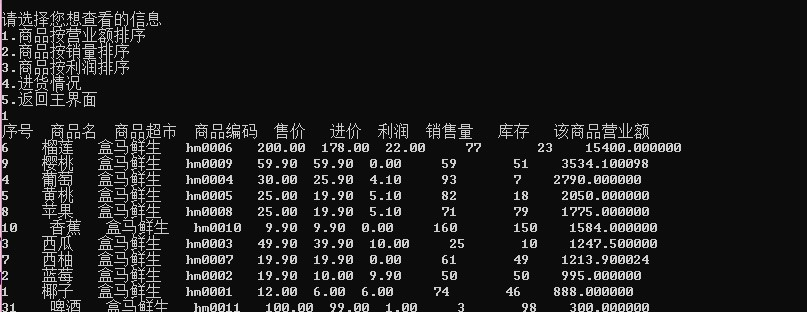 请选择您想查看的信息
1.商品按营业额排序
2.商品按销量排序
3.商品按利润排序
4.进货情况
5.返回主界面
1
序号 商品名 商品超市 商品编码 售价 进价 利润 销售量 库存 该商品营业额
6 榴莲 盒马鲜生 hm0006 200.00 178.00 22.00 77 23 15400.000000
9 樱桃 盒马鲜生 hm0009 59.90 59.90 0.00 59 51 3534.100098
4 葡萄 盒马鲜生 hm0004 30.00 25.90 4.10 93 7 2790.000000
5 黄桃 盒马鲜生 hm0005 25.00 19.90 5.10 82 18 2050.000000
8 苹果 盒马鲜生 hm0008 25.00 19.90 5.10 71 79 1775.000000
10 香蕉 盒马鲜生 hm0010 9.90 9.90 0.00 160 150 1584.000000
3 西瓜 盒马鲜生 hm0003 49.90 39.90 10.00 25 10 1247.500000
7 西柚 盒马鲜生 hm0007 19.90 19.90 0.00 61 49 1213.900024
2 蓝莓 盒马鲜生 hm0002 19.90 10.00 9.90 50 50 995.000000
1 椰子 盒马鲜生 hm0001 12.00 6.00 6.00 74 46 888.000000
31 啤酒 盒马鲜生 hm0011 100.00 99.00 1.00 3 98 300.000000